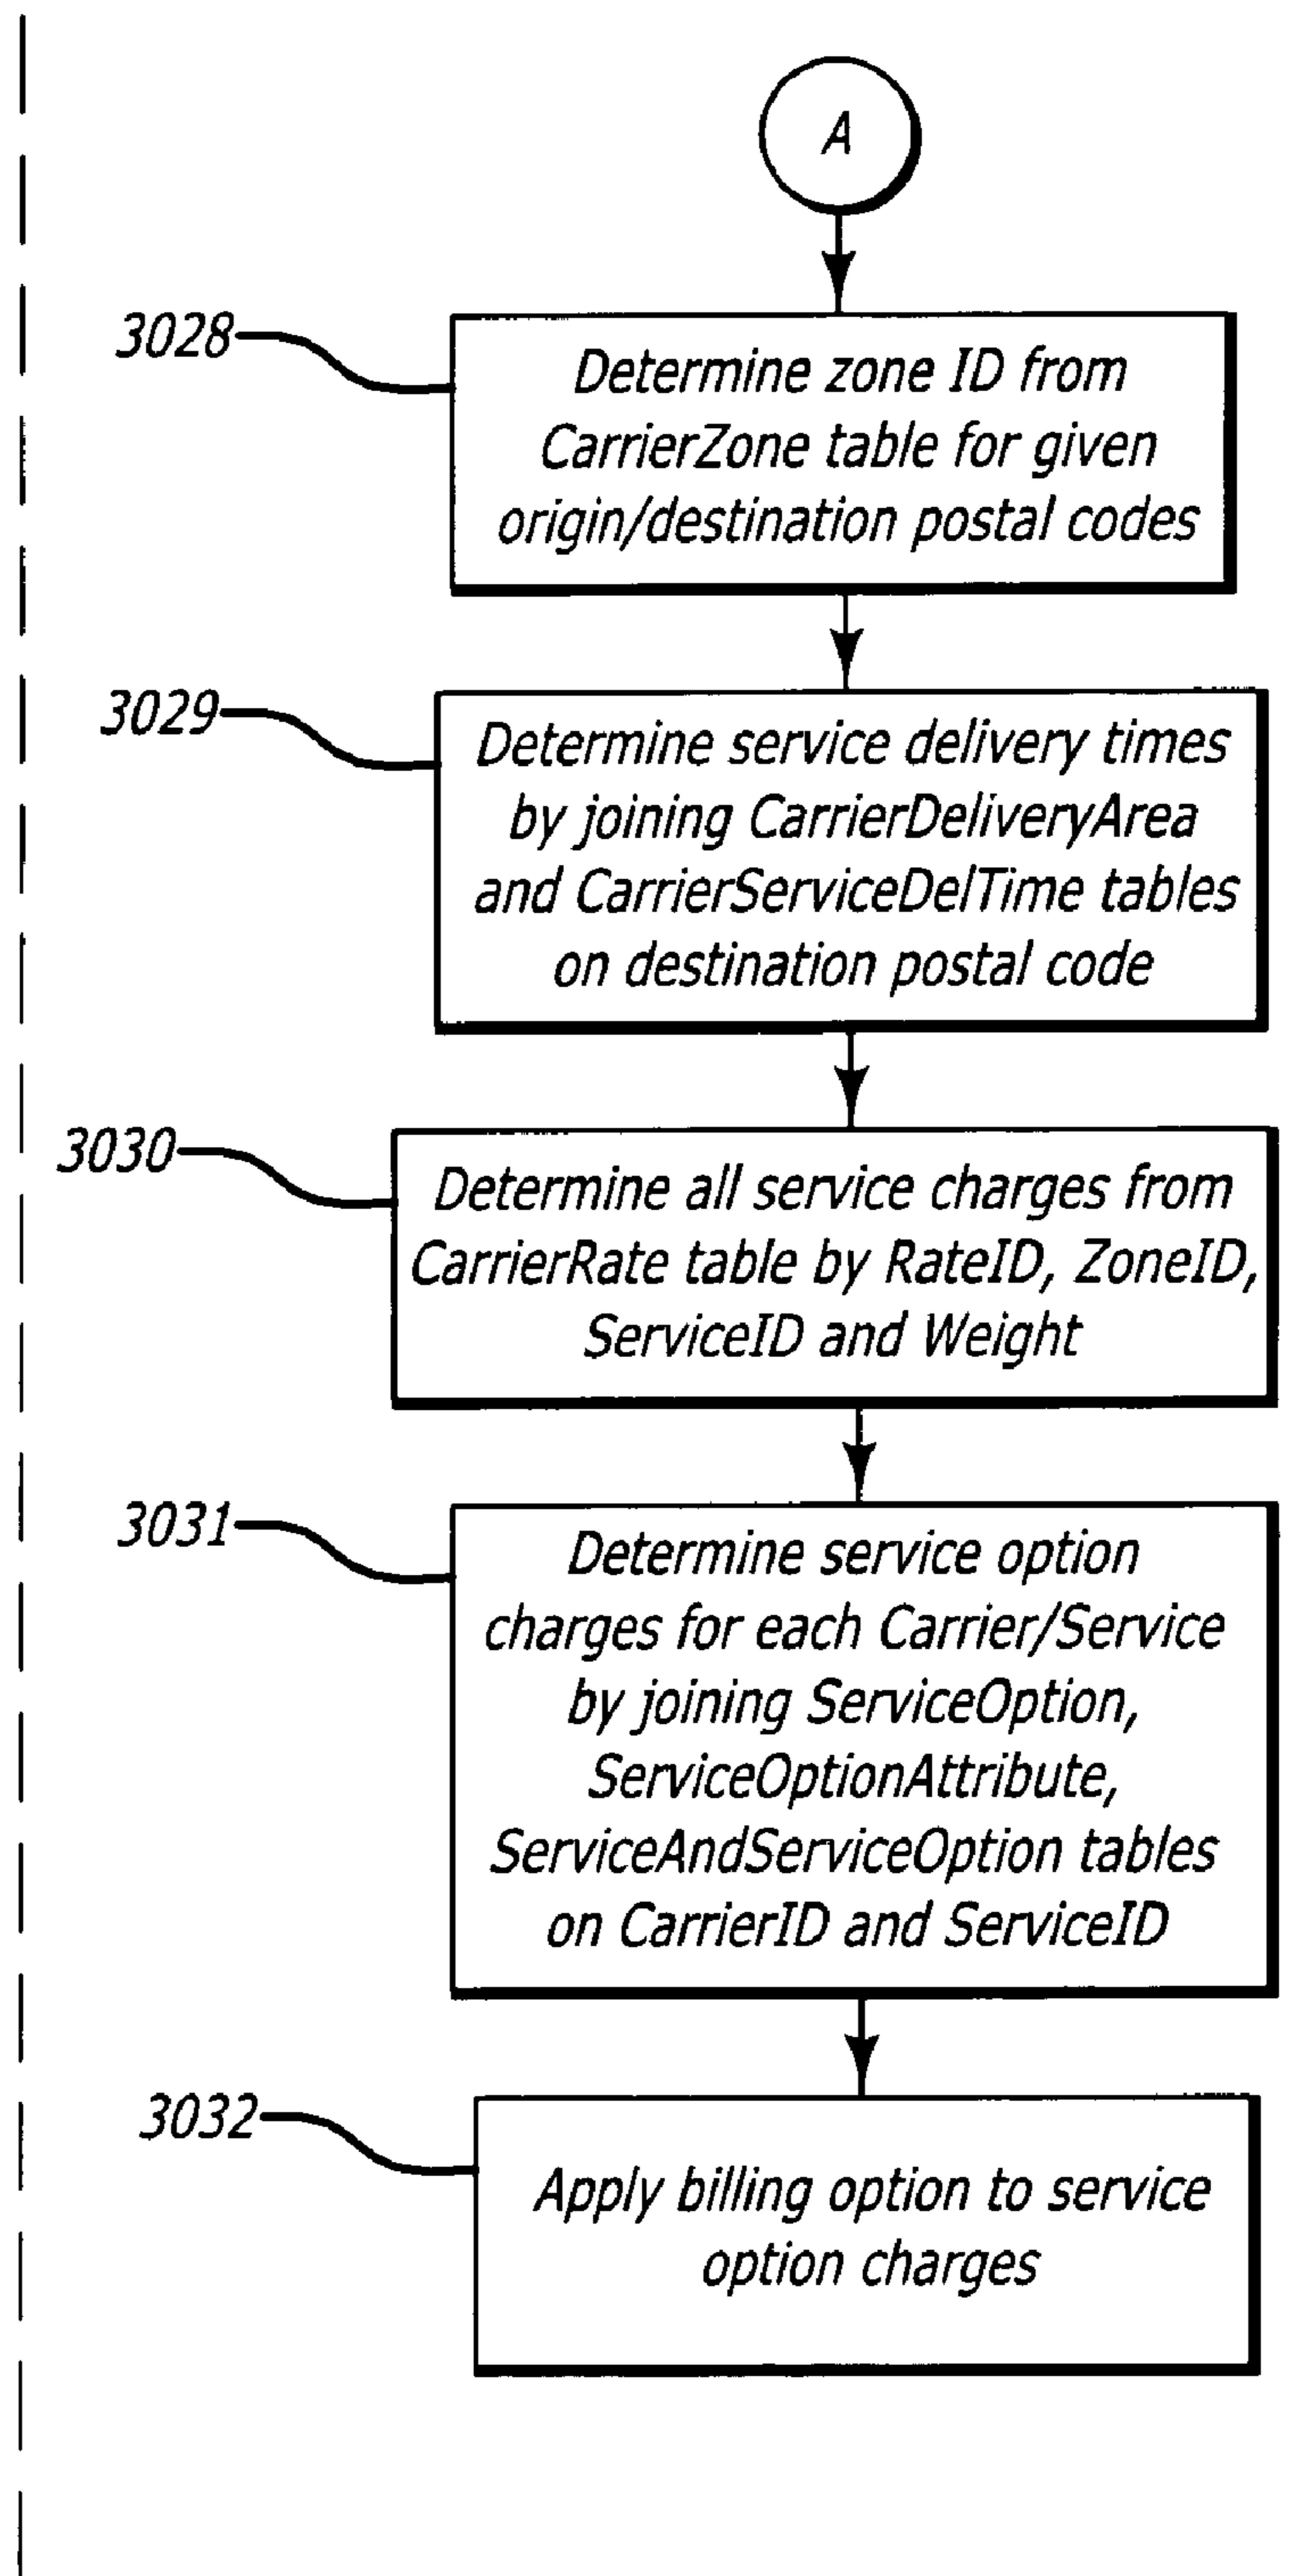 A
3028
Determine zone ID from
CarrierZone table for given
origin/destination postal codes
3029
Determine service delivery times
by joining CarrierDeliveryArea
and CarrierServiceDelTime tables
on destination postal code
3030
Determine all service charges from
CarrierRate table by RateID, ZoneID,
ServiceID and Weight
3031
Determine service option
charges for each Carrier/Service
by joining ServiceOption,
ServiceOptionAttribute,
ServiceAndServiceOption tables
on CarrierID and ServiceID
3032
Apply billing option to service
option charges